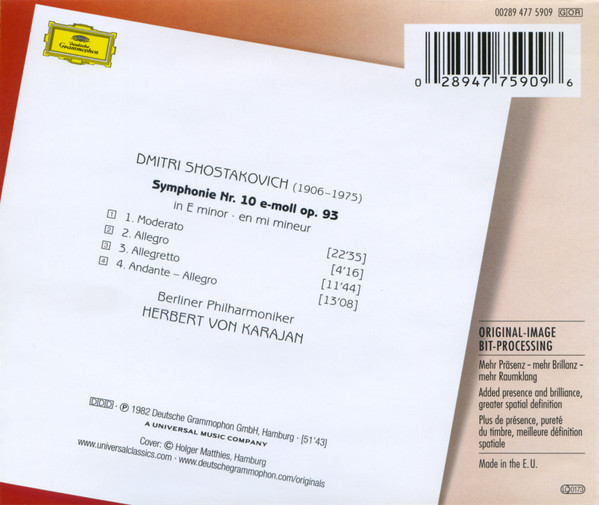 00289 477 5909 GOR
0 28947 75909 6
Deutsche
Grammophon
DMITRI SHOSTAKOVICH (1906–1975)
Symphonie Nr. 10 e-moll op. 93
in E minor · en mi mineur
1 1. Moderato [22'35]
2 2. Allegro [4'16]
3 3. Allegretto [11'44]
4 4. Andante – Allegro [13'08]
Berliner Philharmoniker
HERBERT VON KARAJAN
DDD · ℗ 1982 Deutsche Grammophon GmbH, Hamburg · [51'43]
A UNIVERSAL MUSIC COMPANY
Cover: © Holger Matthies, Hamburg
www.universalclassics.com · www.deutschegrammophon.com/originals
ORIGINAL-IMAGE
BIT-PROCESSING
Mehr Präsenz – mehr Brillanz –
mehr Raumklang
Added presence and brilliance,
greater spatial definition
Plus de présence, pureté
du timbre, meilleure définition
spatiale
Made in the E. U.
LC 0173